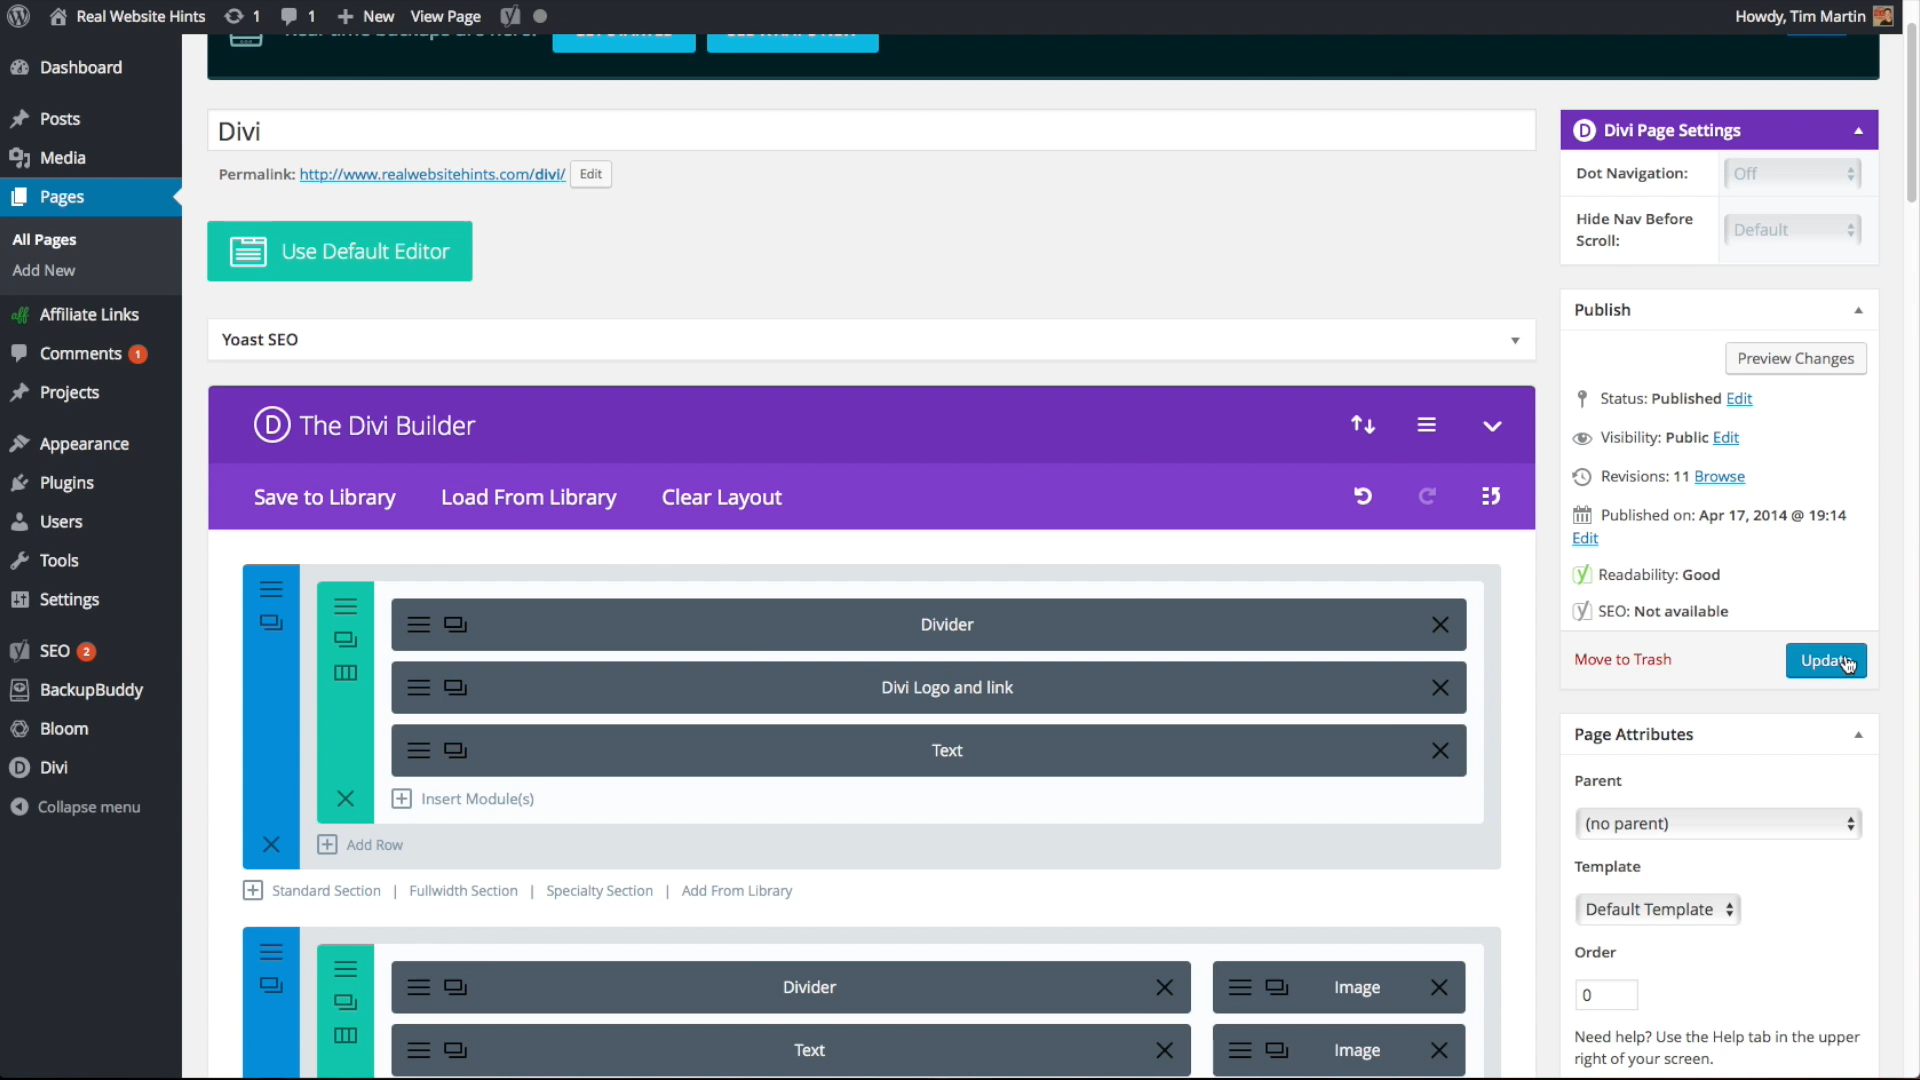 Real Website Hints 1 1 New View Page Howdy, Tim Martin
Dashboard
Posts
Media
Pages
All Pages
Add New
Affiliate Links
aff
Comments 1
Projects
Appearance
Plugins
Users
Tools
Settings
SEO 2
BackupBuddy
Bloom
Divi
Collapse menu
Divi
Permalink: http://www.realwebsitehints.com/divi/ Edit
Use Default Editor
Yoast SEO
D The Divi Builder
Save to Library Load From Library Clear Layout
Divider
Divi Logo and link
Text
Insert Module(s)
Add Row
Standard Section | Fullwidth Section | Specialty Section | Add From Library
Divider Image
Text Image
D Divi Page Settings
Dot Navigation: Off
Hide Nav Before
Scroll:
Default
Publish
Preview Changes
Status: Published Edit
Visibility: Public Edit
Revisions: 11 Browse
Published on: Apr 17, 2014 @ 19:14
Edit
Readability: Good
SEO: Not available
Move to Trash Update
Page Attributes
Parent
(no parent)
Template
Default Template
Order
0
Need help? Use the Help tab in the upper
right of your screen.